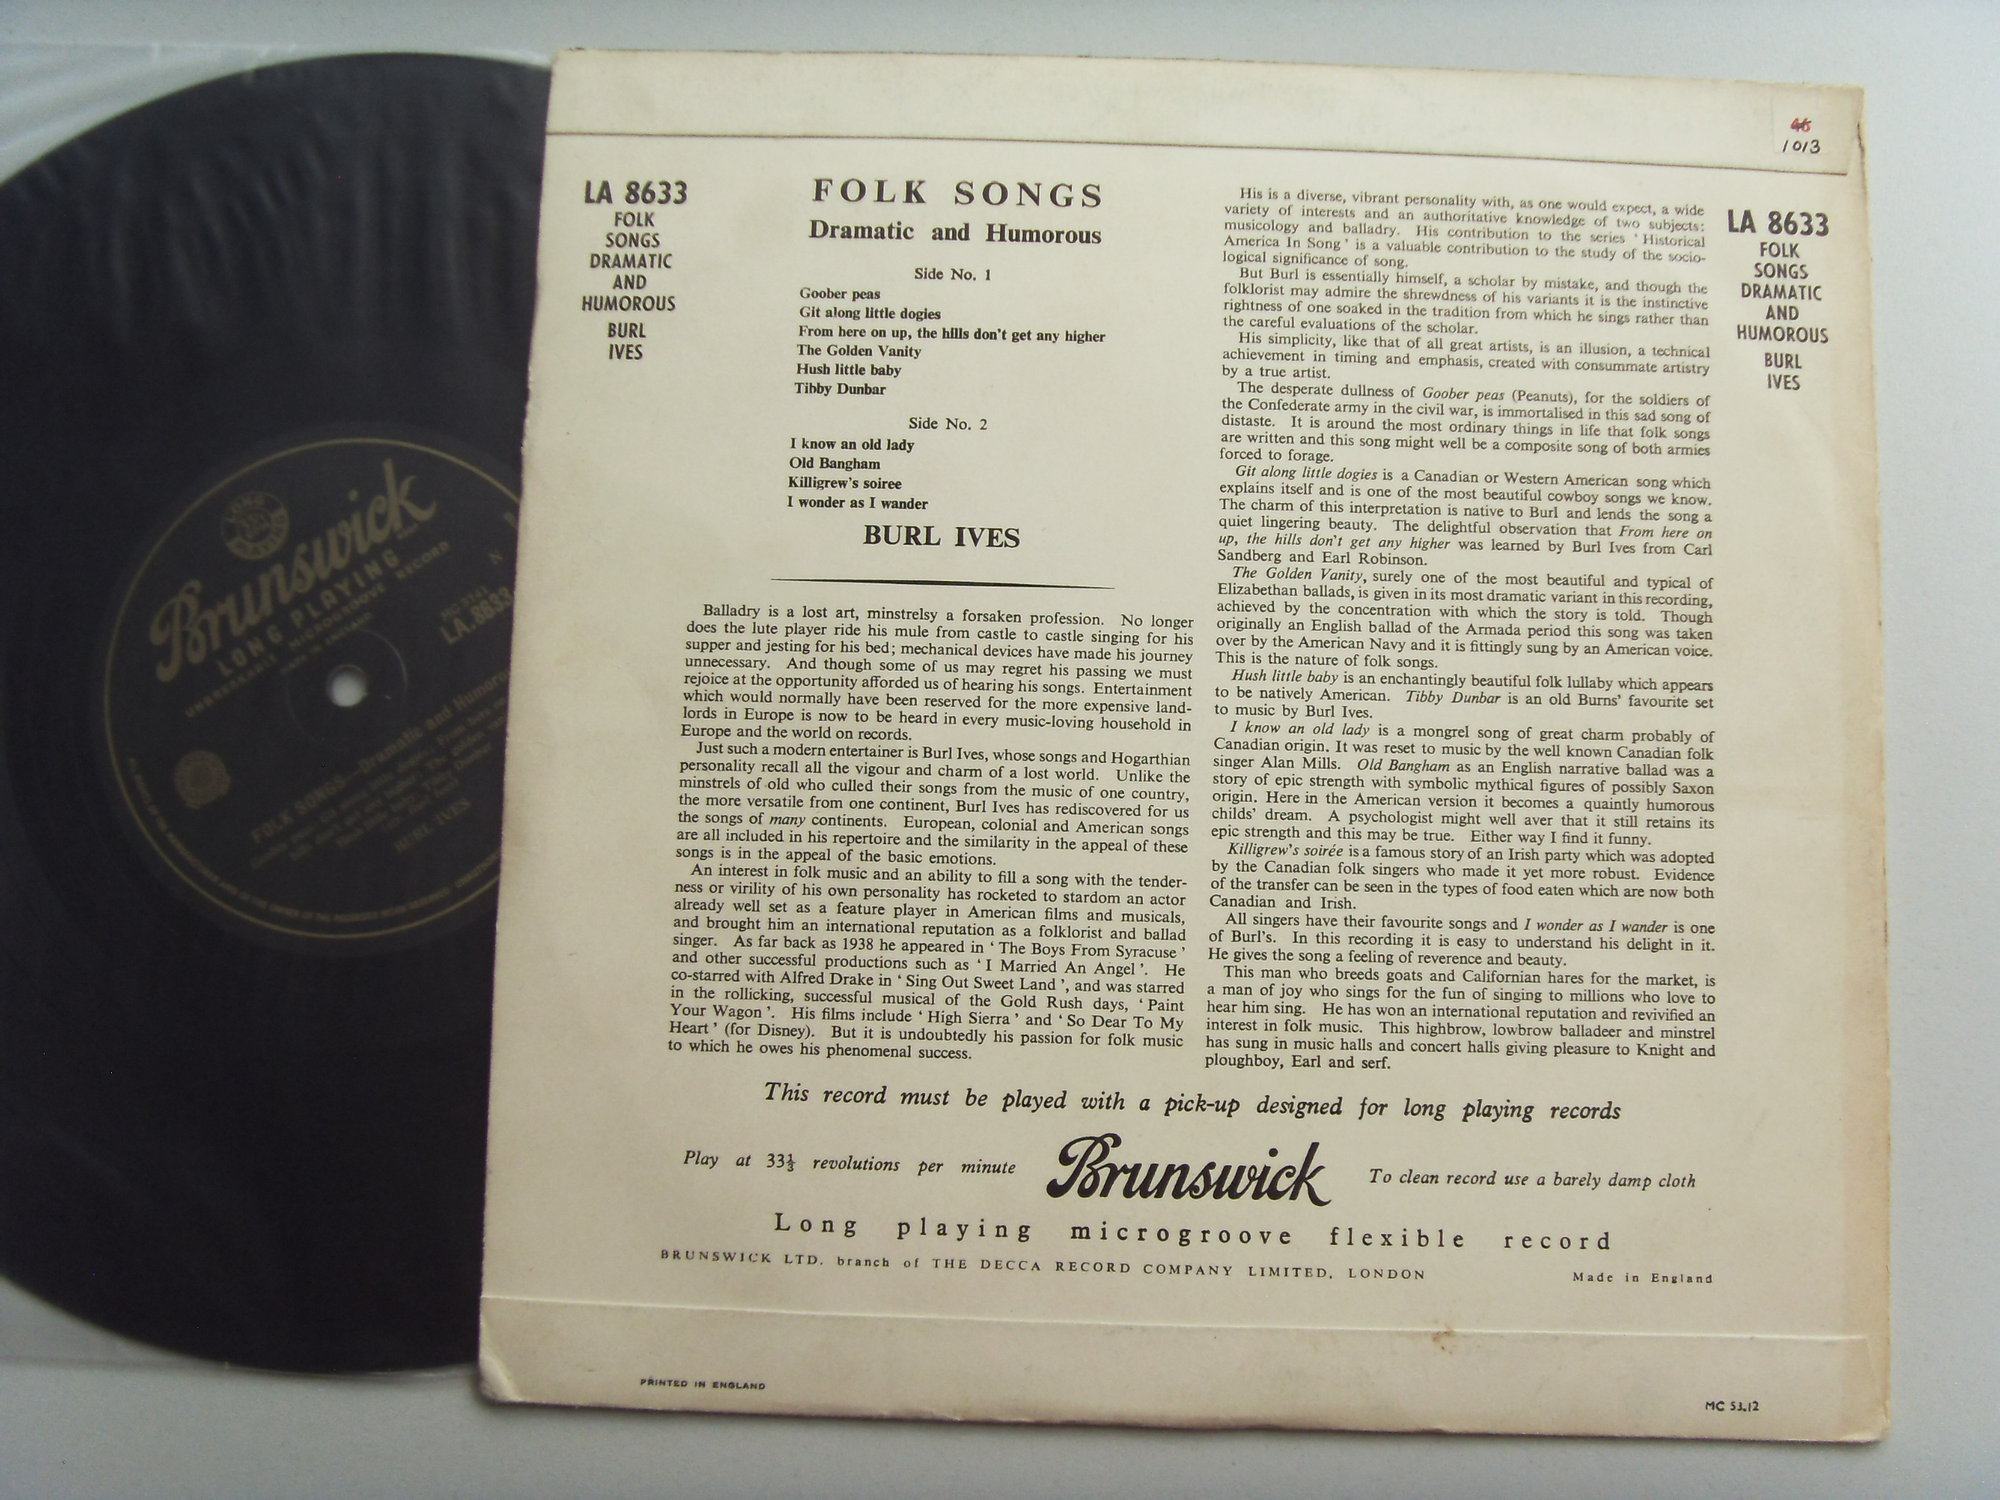 46
1013
LA 8633
FOLK
SONGS
DRAMATIC
AND
HUMOROUS
BURL
IVES
FOLK SONGS
Dramatic and Humorous
Side No. 1
Goober peas
Git along little dogies
From here on up, the hills don't get any higher
The Golden Vanity
Hush little baby
Tibby Dunbar
Side No. 2
I know an old lady
Old Bangham
Killigrew's soiree
I wonder as I wander
BURL IVES
Balladry is a lost art, minstrelsy a forsaken profession. No longer
does the lute player ride his mule from castle to castle singing for his
supper and jesting for his bed; mechanical devices have made his journey
unnecessary. And though some of us may regret his passing we must
rejoice at the opportunity afforded us of hearing his songs. Entertainment
which would normally have been reserved for the more expensive land-
lords in Europe is now to be heard in every music-loving household in
Europe and the world on records.
Just such a modern entertainer is Burl Ives, whose songs and Hogarthian
personality recall all the vigour and charm of a lost world. Unlike the
minstrels of old who culled their songs from the music of one country,
the more versatile from one continent, Burl Ives has rediscovered for us
the songs of many continents. European, colonial and American songs
are all included in his repertoire and the similarity in the appeal of these
songs is in the appeal of the basic emotions.
An interest in folk music and an ability to fill a song with the tender-
ness or virility of his own personality has rocketed to stardom an actor
already well set as a feature player in American films and musicals,
and brought him an international reputation as a folklorist and ballad
singer. As far back as 1938 he appeared in ' The Boys From Syracuse '
and other successful productions such as ' I Married An Angel '. He
co-starred with Alfred Drake in ' Sing Out Sweet Land ', and was starred
in the rollicking, successful musical of the Gold Rush days, ' Paint
Your Wagon '. His films include ' High Sierra ' and ' So Dear To My
Heart ' (for Disney). But it is undoubtedly his passion for folk music
to which he owes his phenomenal success.
His is a diverse, vibrant personality with, as one would expect, a wide
variety of interests and an authoritative knowledge of two subjects:
musicology and balladry. His contribution to the series ' Historical
America In Song ' is a valuable contribution to the study of the socio-
logical significance of song.
But Burl is essentially himself, a scholar by mistake, and though the
folklorist may admire the shrewdness of his variants it is the instinctive
rightness of one soaked in the tradition from which he sings rather than
the careful evaluations of the scholar.
His simplicity, like that of all great artists, is an illusion, a technical
achievement in timing and emphasis, created with consummate artistry
by a true artist.
The desperate dullness of Goober peas (Peanuts), for the soldiers of
the Confederate army in the civil war, is immortalised in this sad song of
distaste. It is around the most ordinary things in life that folk songs
are written and this song might well be a composite song of both armies
forced to forage.
Git along little dogies is a Canadian or Western American song which
explains itself and is one of the most beautiful cowboy songs we know.
The charm of this interpretation is native to Burl and lends the song a
quiet lingering beauty. The delightful observation that From here on
up, the hills don't get any higher was learned by Burl Ives from Carl
Sandberg and Earl Robinson.
The Golden Vanity, surely one of the most beautiful and typical of
Elizabethan ballads, is given in its most dramatic variant in this recording,
achieved by the concentration with which the story is told. Though
originally an English ballad of the Armada period this song was taken
over by the American Navy and it is fittingly sung by an American voice.
This is the nature of folk songs.
Hush little baby is an enchantingly beautiful folk lullaby which appears
to be natively American. Tibby Dunbar is an old Burns' favourite set
to music by Burl Ives.
I know an old lady is a mongrel song of great charm probably of
Canadian origin. It was reset to music by the well known Canadian folk
singer Alan Mills. Old Bangham as an English narrative ballad was a
story of epic strength with symbolic mythical figures of possibly Saxon
origin. Here in the American version it becomes a quaintly humorous
childs' dream. A psychologist might well aver that it still retains its
epic strength and this may be true. Either way I find it funny.
Killigrew's soirée is a famous story of an Irish party which was adopted
by the Canadian folk singers who made it yet more robust. Evidence
of the transfer can be seen in the types of food eaten which are now both
Canadian and Irish.
All singers have their favourite songs and I wonder as I wander is one
of Burl's. In this recording it is easy to understand his delight in it.
He gives the song a feeling of reverence and beauty.
This man who breeds goats and Californian hares for the market, is
a man of joy who sings for the fun of singing to millions who love to
hear him sing. He has won an international reputation and revivified an
interest in folk music. This highbrow, lowbrow balladeer and minstrel
has sung in music halls and concert halls giving pleasure to Knight and
ploughboy, Earl and serf.
LA 8633
FOLK
SONGS
DRAMATIC
AND
HUMOROUS
BURL
IVES
This record must be played with a pick-up designed for long playing records
Play at 33⅓ revolutions per minute
Brunswick
To clean record use a barely damp cloth
Long playing microgroove flexible record
BRUNSWICK LTD. branch of THE DECCA RECORD COMPANY LIMITED, LONDON
Made in England
PRINTED IN ENGLAND
MC 53.12
Brunswick
LONG PLAYING
UNBREAKABLE MICROGROOVE RECORD
MADE IN ENGLAND
LA.8633
FOLK SONGS—Dramatic and Humoro
BURL IVES